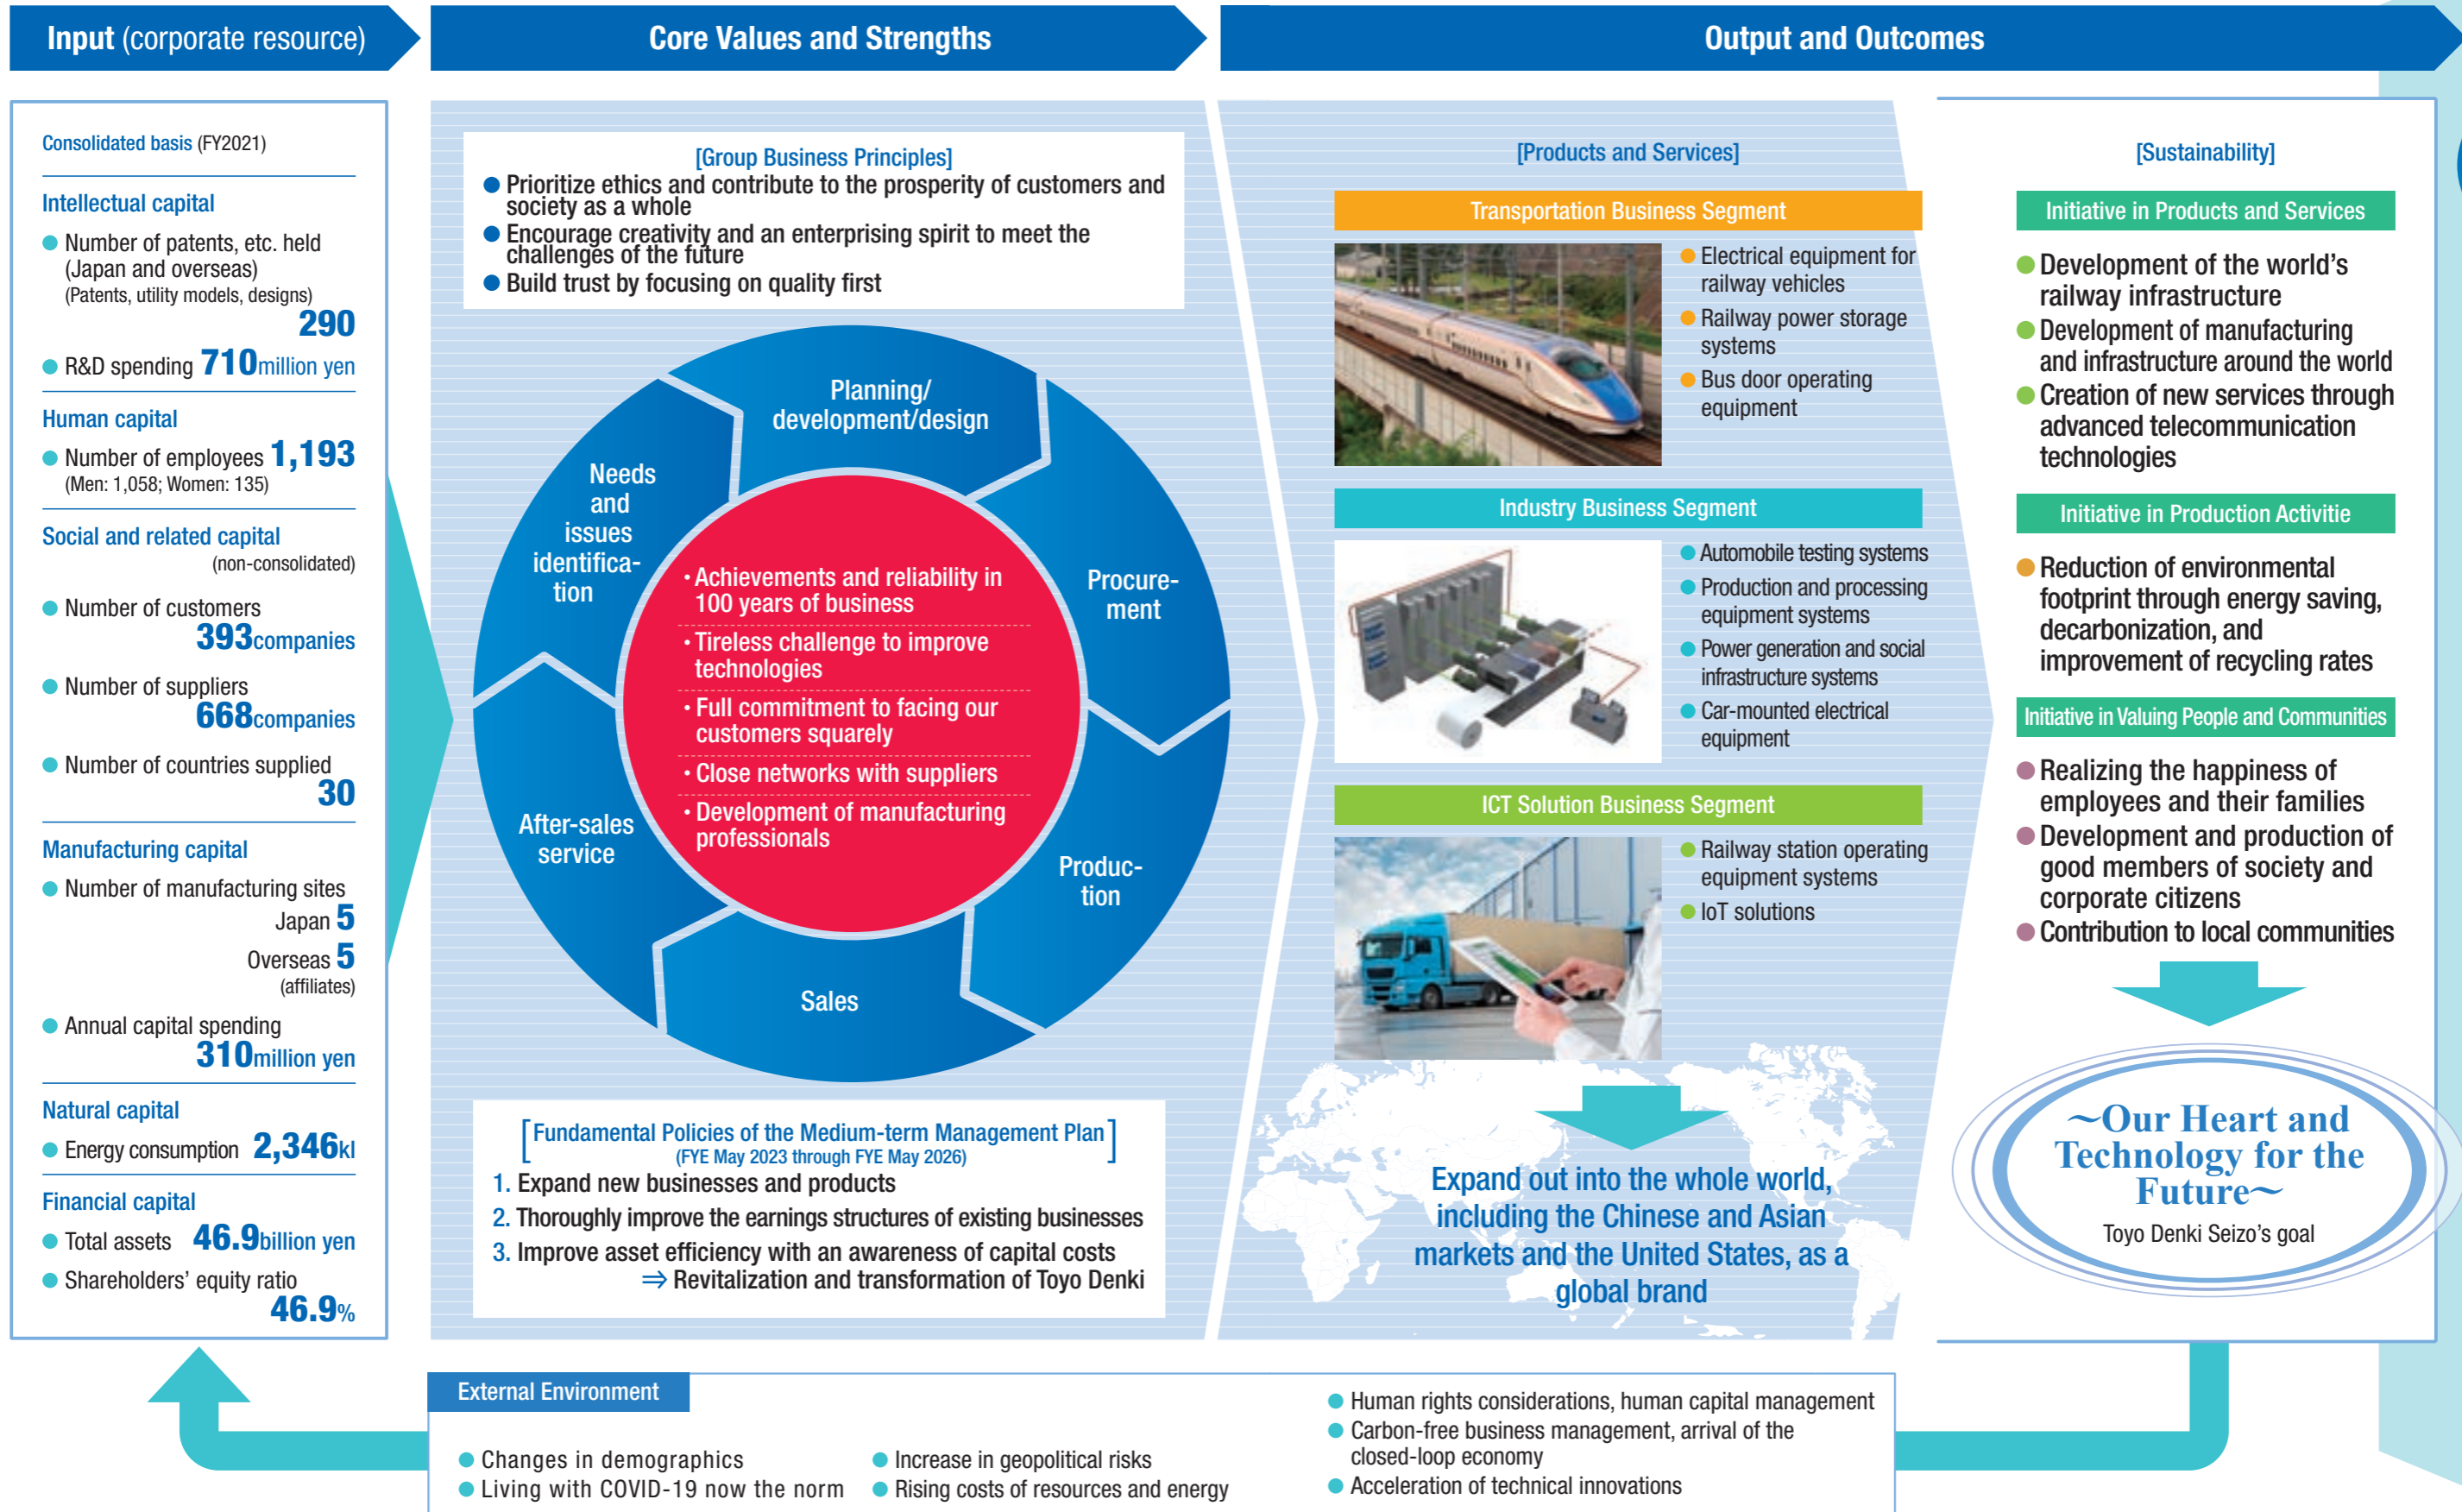 Input (corporate resource)
Core Values and Strengths
Output and Outcomes
Consolidated basis (FY2021)
Intellectual capital
Number of patents, etc. held
(Japan and overseas)
(Patents, utility models, designs)
290
R&D spending 710million yen
Human capital
Number of employees 1,193
(Men: 1,058; Women: 135)
Social and related capital
(non-consolidated)
Number of customers
393companies
Number of suppliers
668companies
Number of countries supplied
30
Manufacturing capital
Number of manufacturing sites
Japan 5
Overseas 5
(affiliates)
Annual capital spending
310million yen
Natural capital
Energy consumption 2,346kl
Financial capital
Total assets 46.9billion yen
Shareholders' equity ratio
46.9%
[Group Business Principles]
Prioritize ethics and contribute to the prosperity of customers and
society as a whole
Encourage creativity and an enterprising spirit to meet the
challenges of the future
Build trust by focusing on quality first
Planning/
development/design
Procure-
ment
Produc-
tion
Sales
After-sales
service
Needs
and
issues
identifica-
tion
・Achievements and reliability in
100 years of business
・Tireless challenge to improve
technologies
・Full commitment to facing our
customers squarely
・Close networks with suppliers
・Development of manufacturing
professionals
[Fundamental Policies of the Medium-term Management Plan]
(FYE May 2023 through FYE May 2026)
1. Expand new businesses and products
2. Thoroughly improve the earnings structures of existing businesses
3. Improve asset efficiency with an awareness of capital costs
⇒ Revitalization and transformation of Toyo Denki
[Products and Services]
Transportation Business Segment
Electrical equipment for
railway vehicles
Railway power storage
systems
Bus door operating
equipment
Industry Business Segment
Automobile testing systems
Production and processing
equipment systems
Power generation and social
infrastructure systems
Car-mounted electrical
equipment
ICT Solution Business Segment
Railway station operating
equipment systems
IoT solutions
Expand out into the whole world,
including the Chinese and Asian
markets and the United States, as a
global brand
[Sustainability]
Initiative in Products and Services
Development of the world's
railway infrastructure
Development of manufacturing
and infrastructure around the world
Creation of new services through
advanced telecommunication
technologies
Initiative in Production Activitie
Reduction of environmental
footprint through energy saving,
decarbonization, and
improvement of recycling rates
Initiative in Valuing People and Communities
Realizing the happiness of
employees and their families
Development and production of
good members of society and
corporate citizens
Contribution to local communities
～Our Heart and
Technology for the
Future～
Toyo Denki Seizo's goal
External Environment
Changes in demographics
Living with COVID-19 now the norm
Increase in geopolitical risks
Rising costs of resources and energy
Human rights considerations, human capital management
Carbon-free business management, arrival of the
closed-loop economy
Acceleration of technical innovations